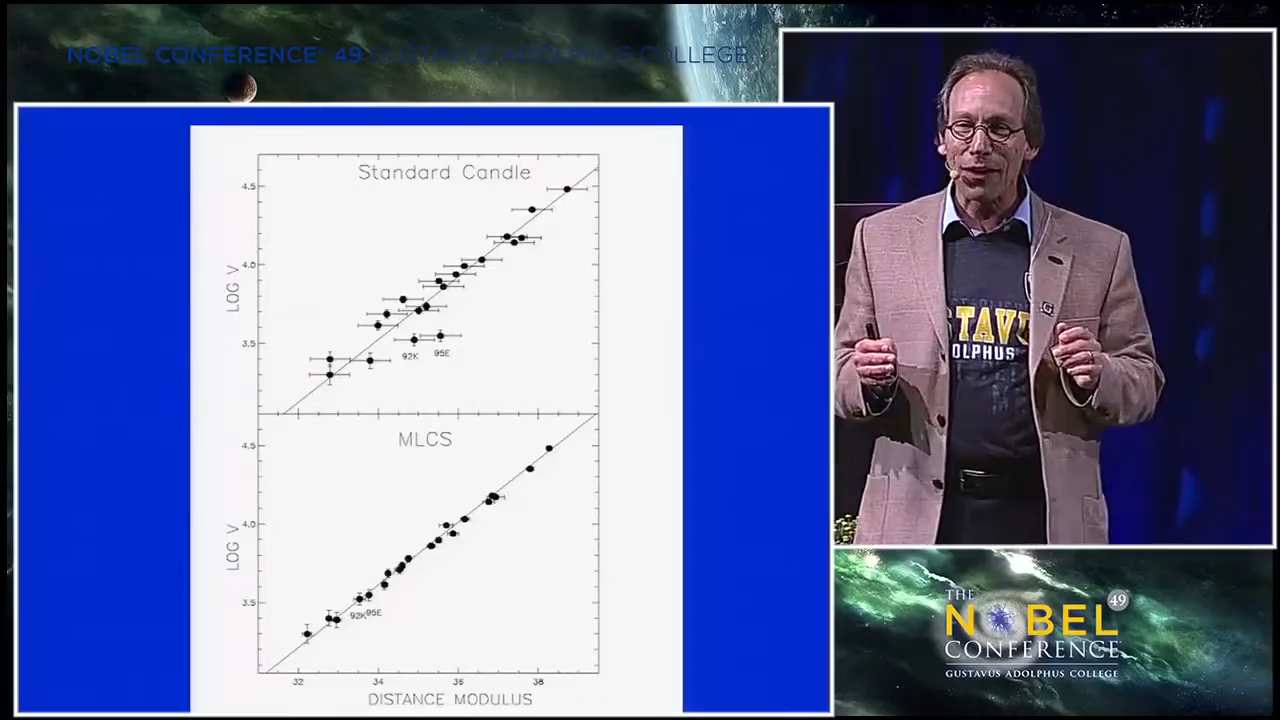 NOBEL CONFERENCE® 49 GUSTAVUS ADOLPHUS COLLEGE
Standard Candle
4.5
4.0
3.5
LOG V
92K
95E
MLCS
4.5
4.0
3.5
LOG V
92K
95E
32
34
36
38
DISTANCE MODULUS
G
STAVU
OLPHUS
THE
49
NOBEL
CONFERENCE
GUSTAVUS ADOLPHUS COLLEGE